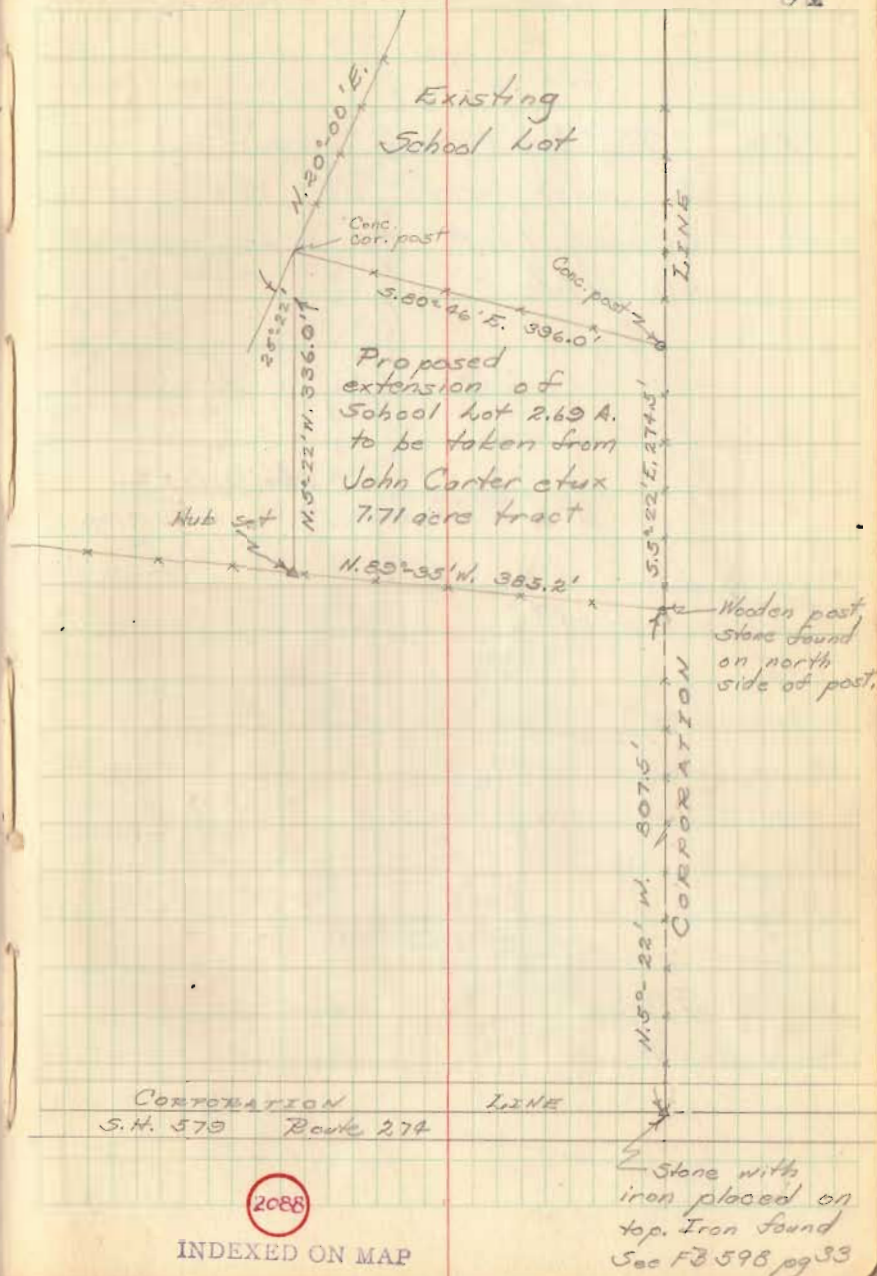 Existing
School Lot
N. 20°-00' E.
LINE
Conc.
cor. post
Conc. post
S. 80°-46' E. 396.0'
25°-22'
N. 5°-22' W. 336.0'
Proposed
extension of
School Lot 2.69 A.
to be taken from
John Carter etux
7.71 acre tract
S. 5°-22' E. 274.5'
Hub set
N. 89°-35' W. 385.2'
Wooden post,
stone found
on north
side of post.
CORPORATION
N. 5°-22' W. 807.5'
CORPORATION LINE
S.H. 579 Route 274
Stone with
iron placed on
top. Iron found
See FB 598 pg 33
2088
INDEXED ON MAP